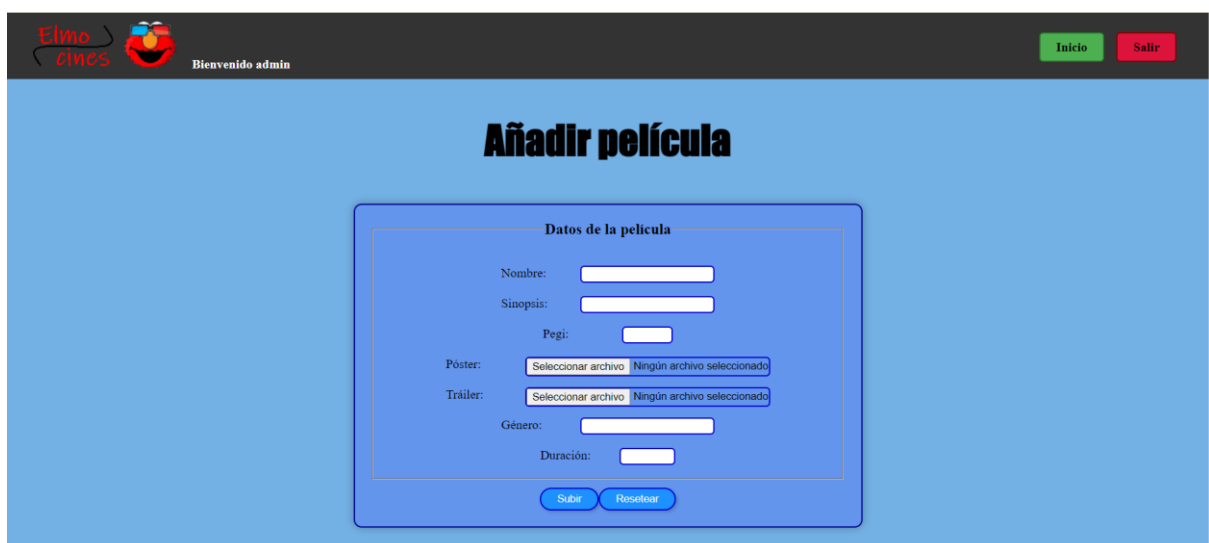 Elmo
cines
Bienvenido admin
Inicio
Salir
Añadir película
Datos de la película
Nombre:
Sinopsis:
Pegi:
Póster: Seleccionar archivo Ningún archivo seleccionado
Tráiler: Seleccionar archivo Ningún archivo seleccionado
Género:
Duración:
Subir Resetear